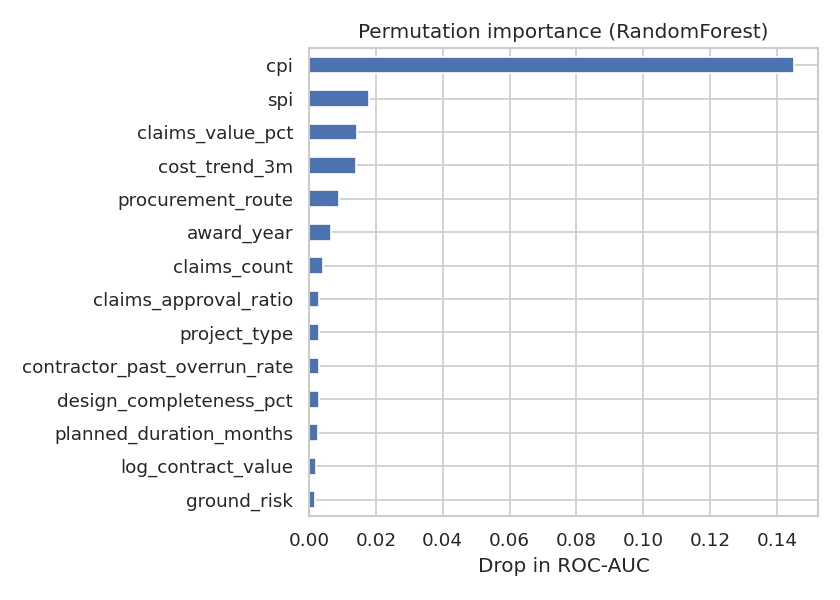 Permutation importance (RandomForest)
cpi
spi
claims_value_pct
cost_trend_3m
procurement_route
award_year
claims_count
claims_approval_ratio
project_type
contractor_past_overrun_rate
design_completeness_pct
planned_duration_months
log_contract_value
ground_risk
0.00 0.02 0.04 0.06 0.08 0.10 0.12 0.14
Drop in ROC-AUC